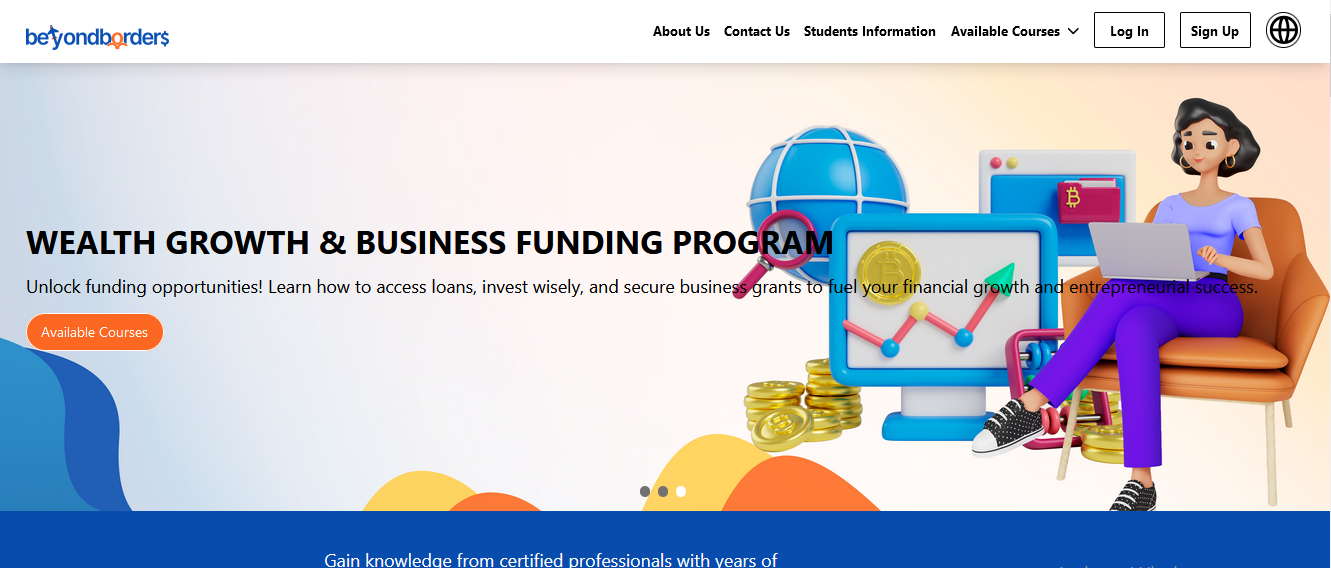 beyondborders
About Us Contact Us Students Information Available Courses Log In Sign Up
WEALTH GROWTH & BUSINESS FUNDING PROGRAM
Unlock funding opportunities! Learn how to access loans, invest wisely, and secure business grants to fuel your financial growth and entrepreneurial success.
Available Courses
Gain knowledge from certified professionals with years of